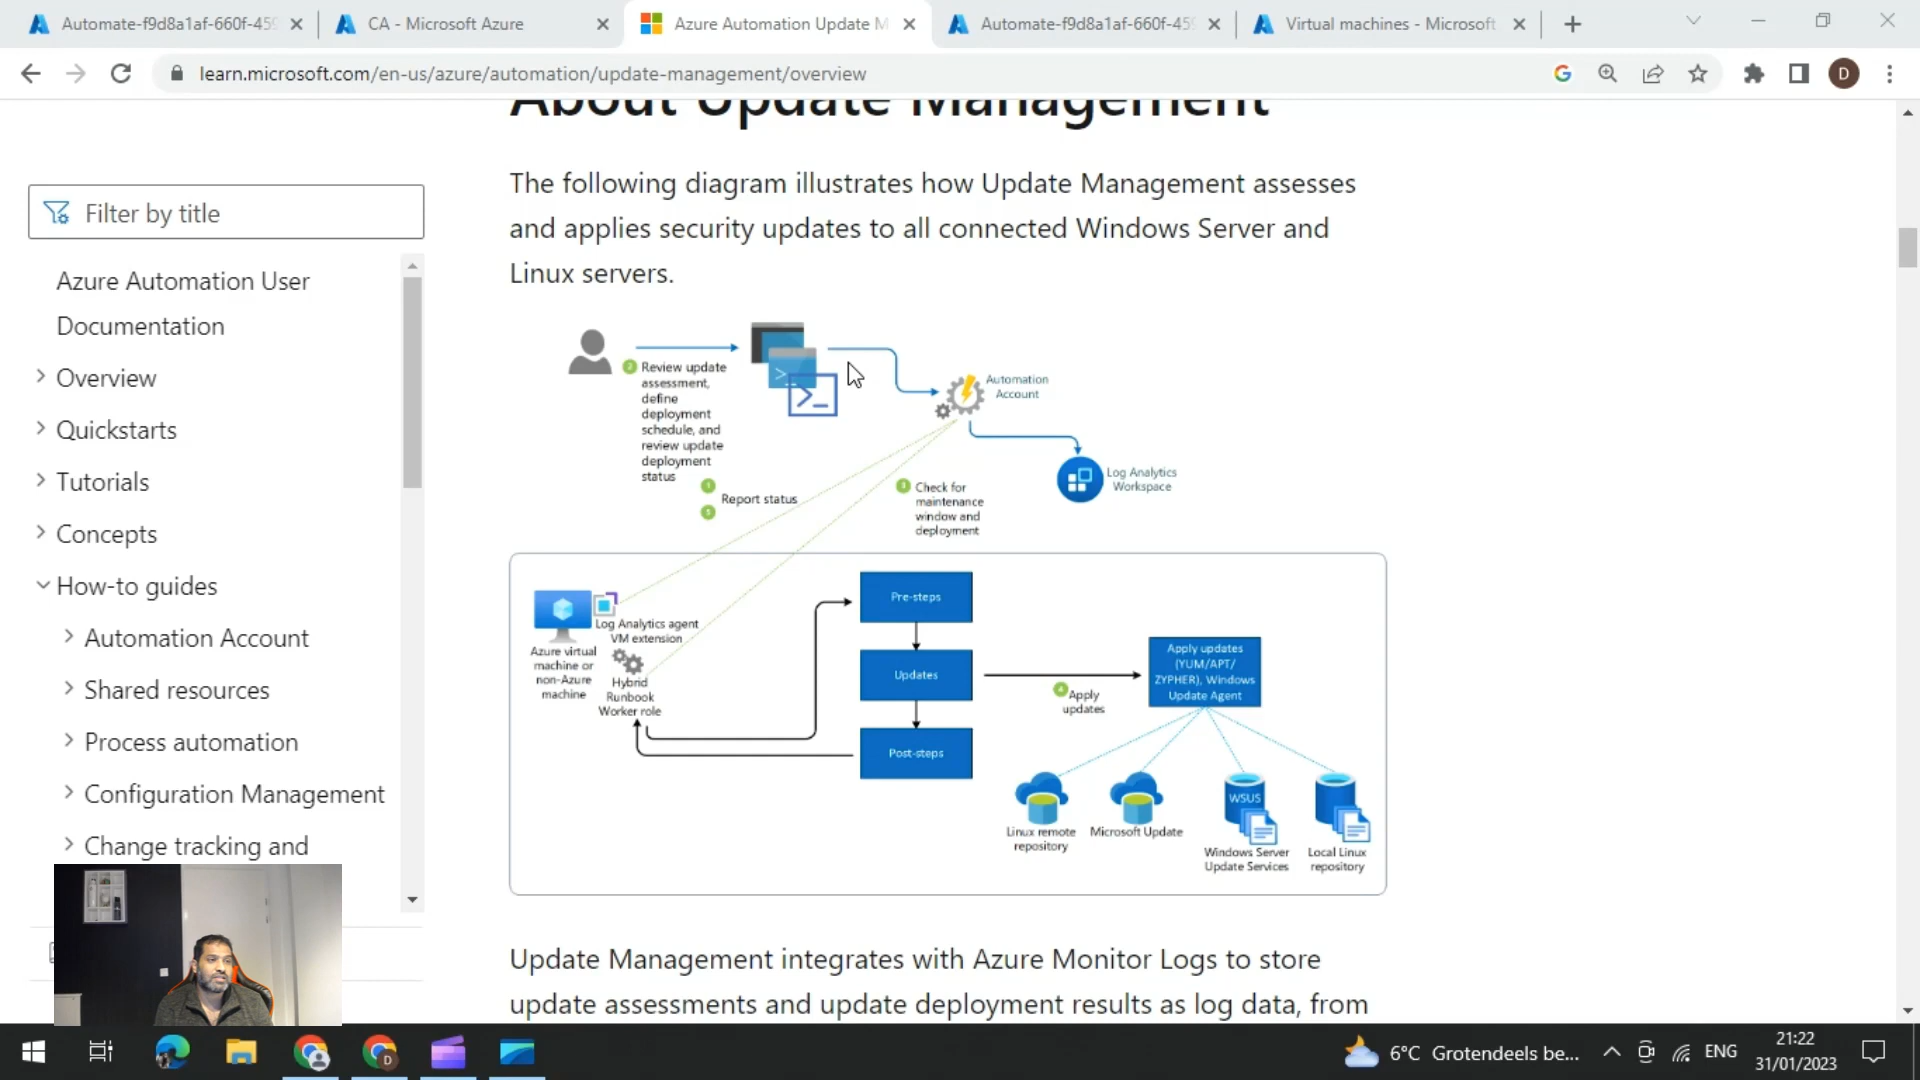 Automate-f9d8a1af-660f-459
CA - Microsoft Azure
Azure Automation Update M
Automate-f9d8a1af-660f-459
Virtual machines - Microsoft
learn.microsoft.com/en-us/azure/automation/update-management/overview
D
About Update Management
The following diagram illustrates how Update Management assesses
and applies security updates to all connected Windows Server and
Linux servers.
Filter by title
Azure Automation User
Documentation
Overview
Quickstarts
Tutorials
Concepts
How-to guides
Automation Account
Shared resources
Process automation
Configuration Management
Change tracking and
2 Review update
assessment,
define
deployment
schedule, and
review update
deployment
status
Automation
Account
Log Analytics
Workspace
1
5
Report status
3 Check for
maintenance
window and
deployment
Log Analytics agent
VM extension
Azure virtual
machine or
non-Azure
machine
Hybrid
Runbook
Worker role
Pre-steps
Updates
Post-steps
4 Apply
updates
Apply updates
(YUM/APT/
ZYPHER), Windows
Update Agent
Linux remote
repository
Microsoft Update
WSUS
Windows Server
Update Services
Local Linux
repository
Update Management integrates with Azure Monitor Logs to store
update assessments and update deployment results as log data, from
D
6°C Grotendeels be...
ENG
21:22
31/01/2023